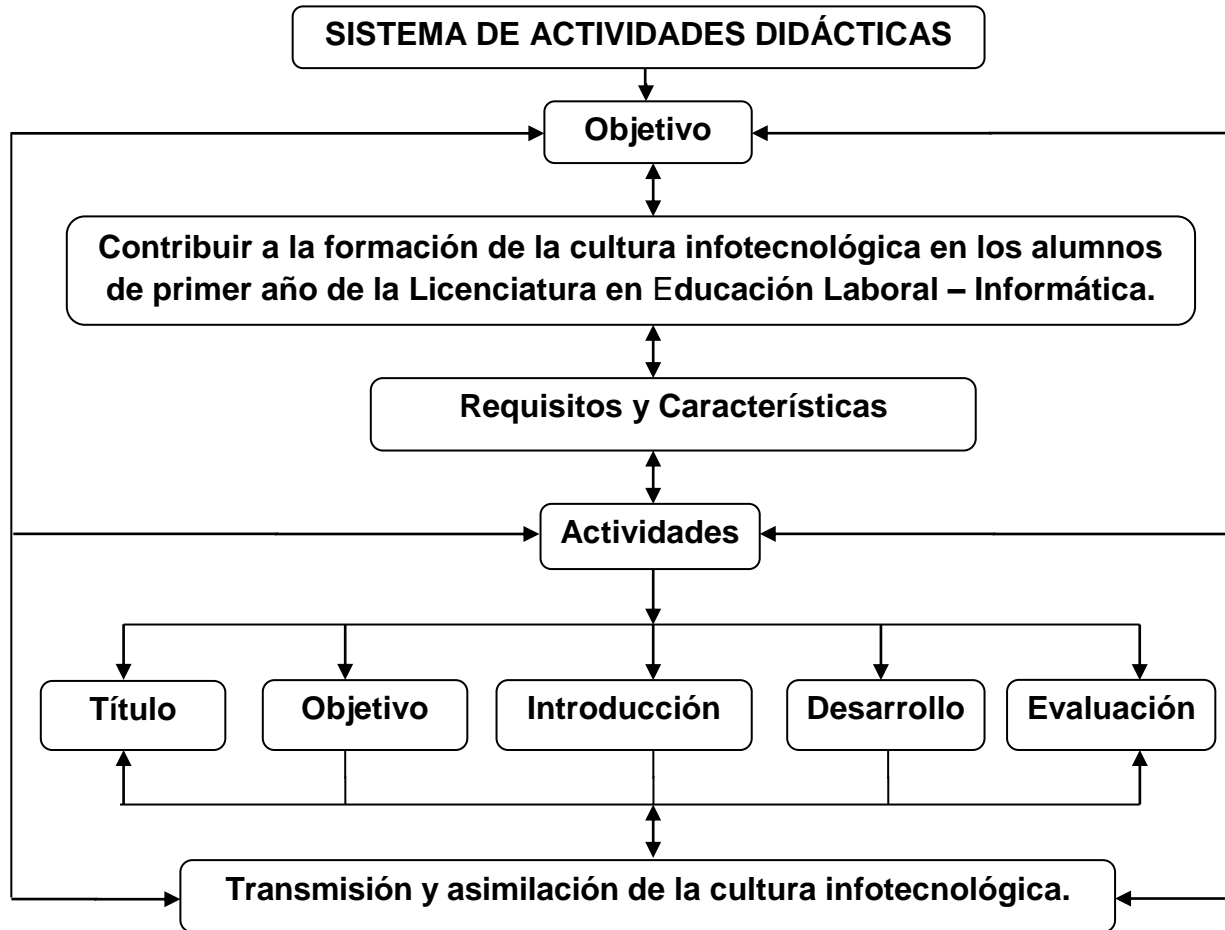 SISTEMA DE ACTIVIDADES DIDÁCTICAS
Objetivo
Contribuir a la formación de la cultura infotecnológica en los alumnos
de primer año de la Licenciatura en Educación Laboral – Informática.
Requisitos y Características
Actividades
Título
Objetivo
Introducción
Desarrollo
Evaluación
Transmisión y asimilación de la cultura infotecnológica.